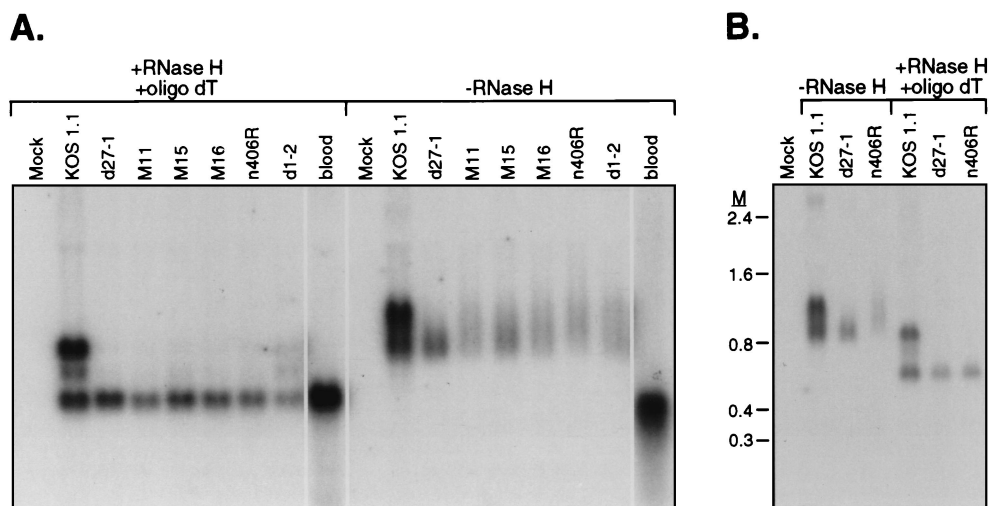 A.
+RNase H
+oligo dT
-RNase H
Mock
KOS 1.1
d27-1
M11
M15
M16
n406R
d1-2
blood
Mock
KOS 1.1
d27-1
M11
M15
M16
n406R
d1-2
blood
B.
-RNase H
+RNase H
+oligo dT
Mock
KOS 1.1
d27-1
n406R
KOS 1.1
d27-1
n406R
M
2.4
1.6
0.8
0.4
0.3